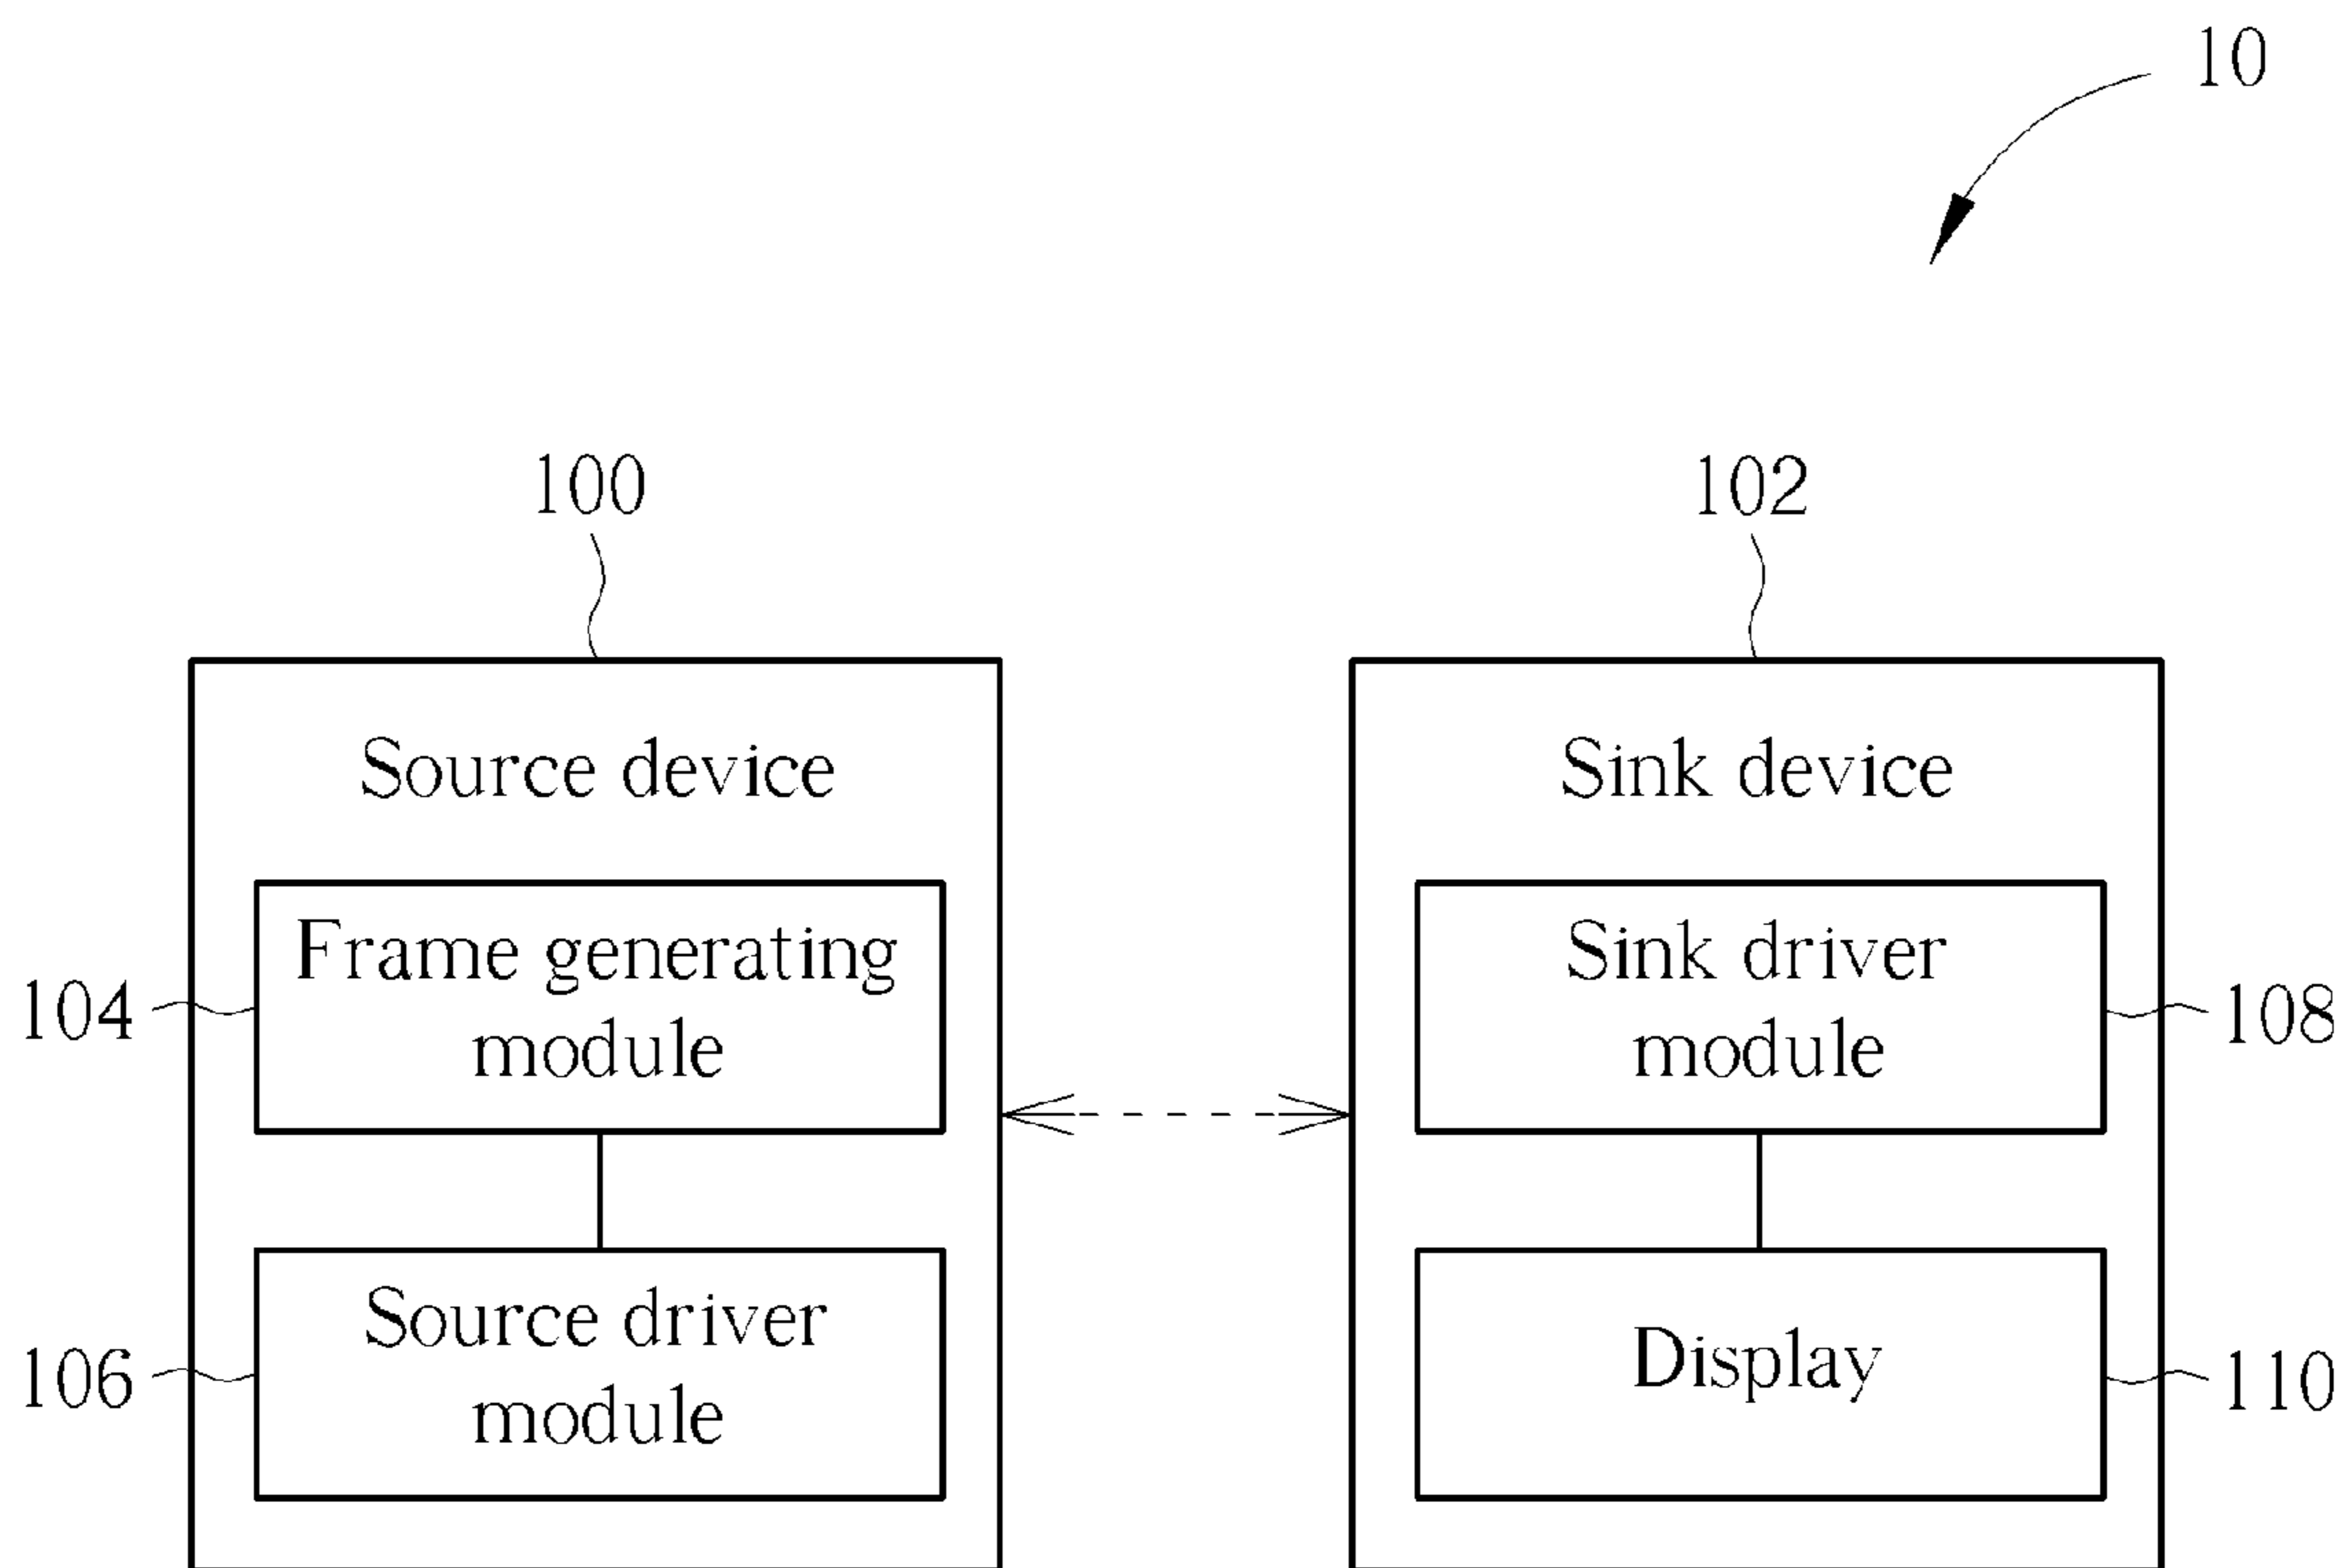 10
100
102
Source device
Sink device
Frame generating
module
Sink driver
module
104
108
Source driver
module
Display
106
110